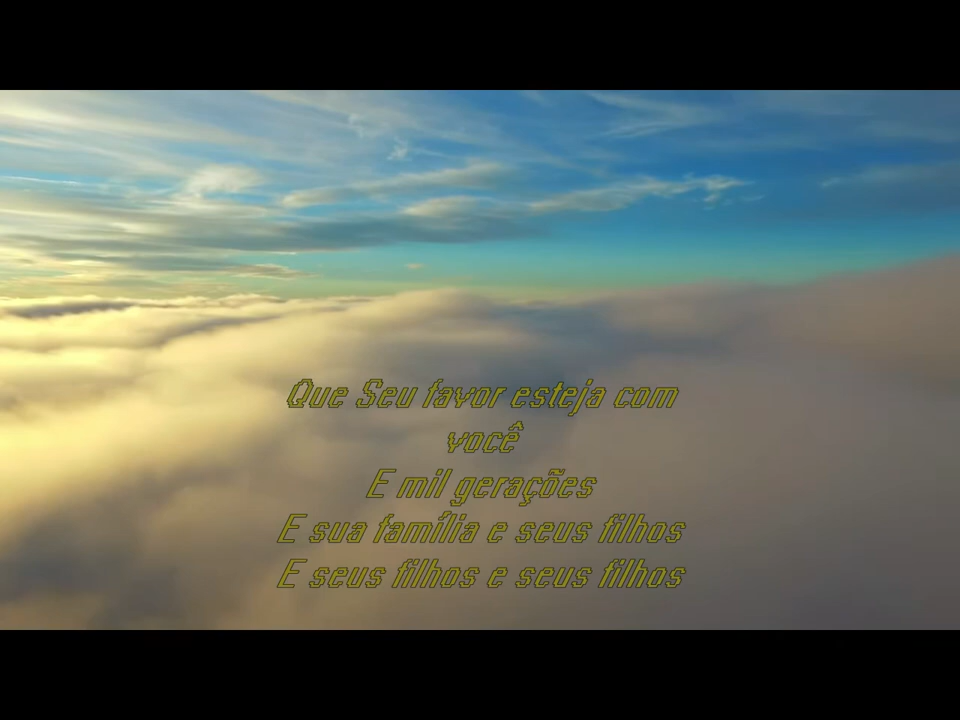 Que Seu favor esteja com
você
E mil gerações
E sua família e seus filhos
E seus filhos e seus filhos